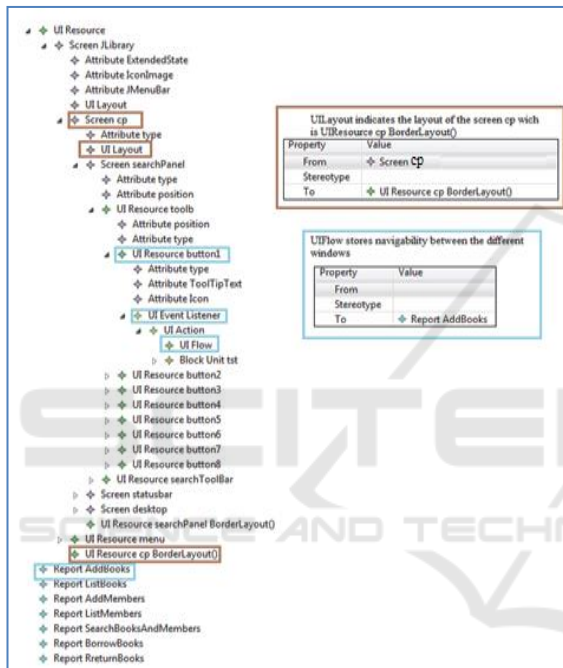 UI Resource
Screen JLibrary
Attribute ExtendedState
Attribute IconImage
Attribute JMenuBar
UI Layout
Screen cp
Attribute type
UI Layout
Screen searchPanel
Attribute type
Attribute position
UI Resource toolb
Attribute position
Attribute type
UI Resource button1
Attribute type
Attribute ToolTipText
Attribute Icon
UI Event Listener
UI Action
UI Flow
Block Unit tst
UI Resource button2
UI Resource button3
UI Resource button4
UI Resource button5
UI Resource button6
UI Resource button7
UI Resource button8
UI Resource searchToolBar
Screen statusbar
Screen desktop
UI Resource searchPanel BorderLayout()
UI Resource menu
UI Resource cp BorderLayout()
Report AddBooks
Report ListBooks
Report AddMembers
Report ListMembers
Report SearchBooksAndMembers
Report BorrowBooks
Report RreturnBooks
UILayout indicates the layout of the screen cp wich
is UIResource cp BorderLayout()
Property Value
From Screen cp
Stereotype
To UI Resource cp BorderLayout()
UIFlow stores navigability between the different
windows
Property Value
From
Stereotype
To Report AddBooks
SCITE
SCIENCE AND TECH